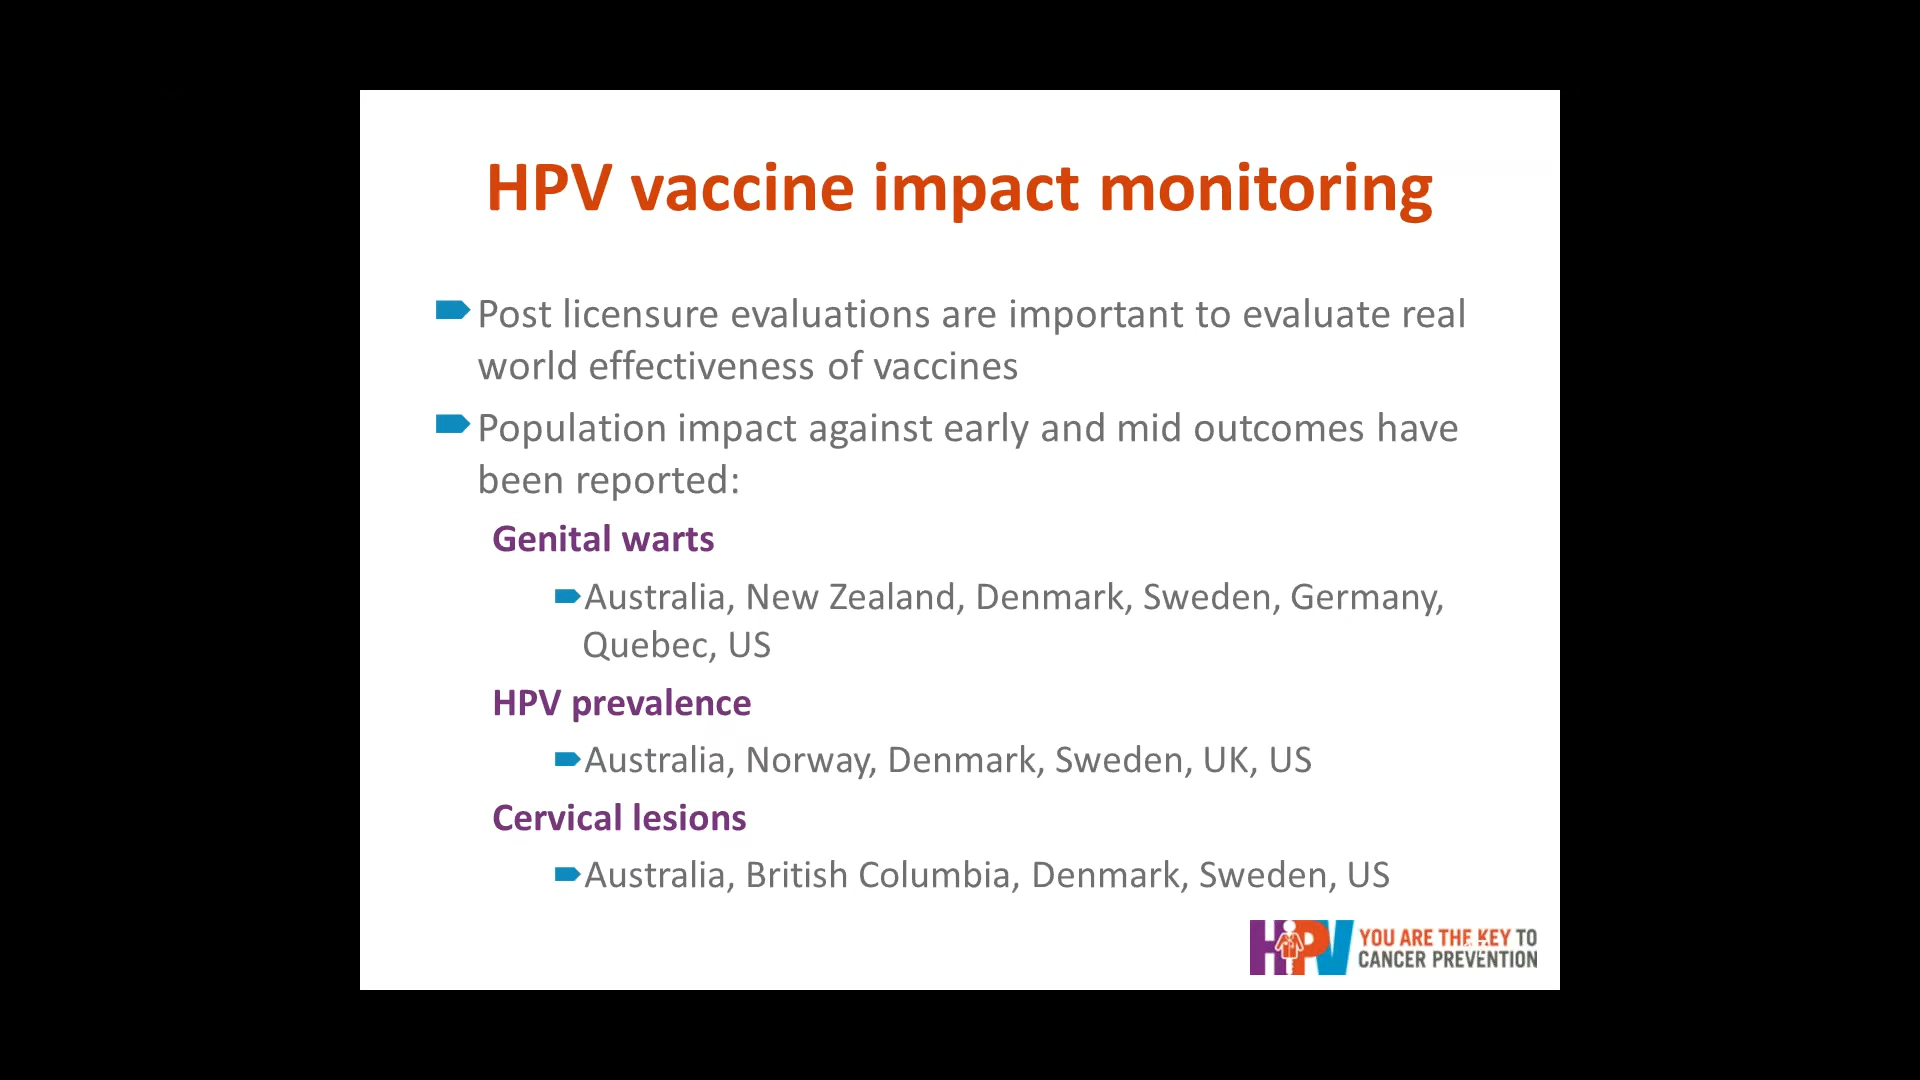 HPV vaccine impact monitoring
Post licensure evaluations are important to evaluate real
world effectiveness of vaccines
Population impact against early and mid outcomes have
been reported:
Genital warts
Australia, New Zealand, Denmark, Sweden, Germany,
Quebec, US
HPV prevalence
Australia, Norway, Denmark, Sweden, UK, US
Cervical lesions
Australia, British Columbia, Denmark, Sweden, US
HPV
YOU ARE THE KEY TO
CANCER PREVENTION